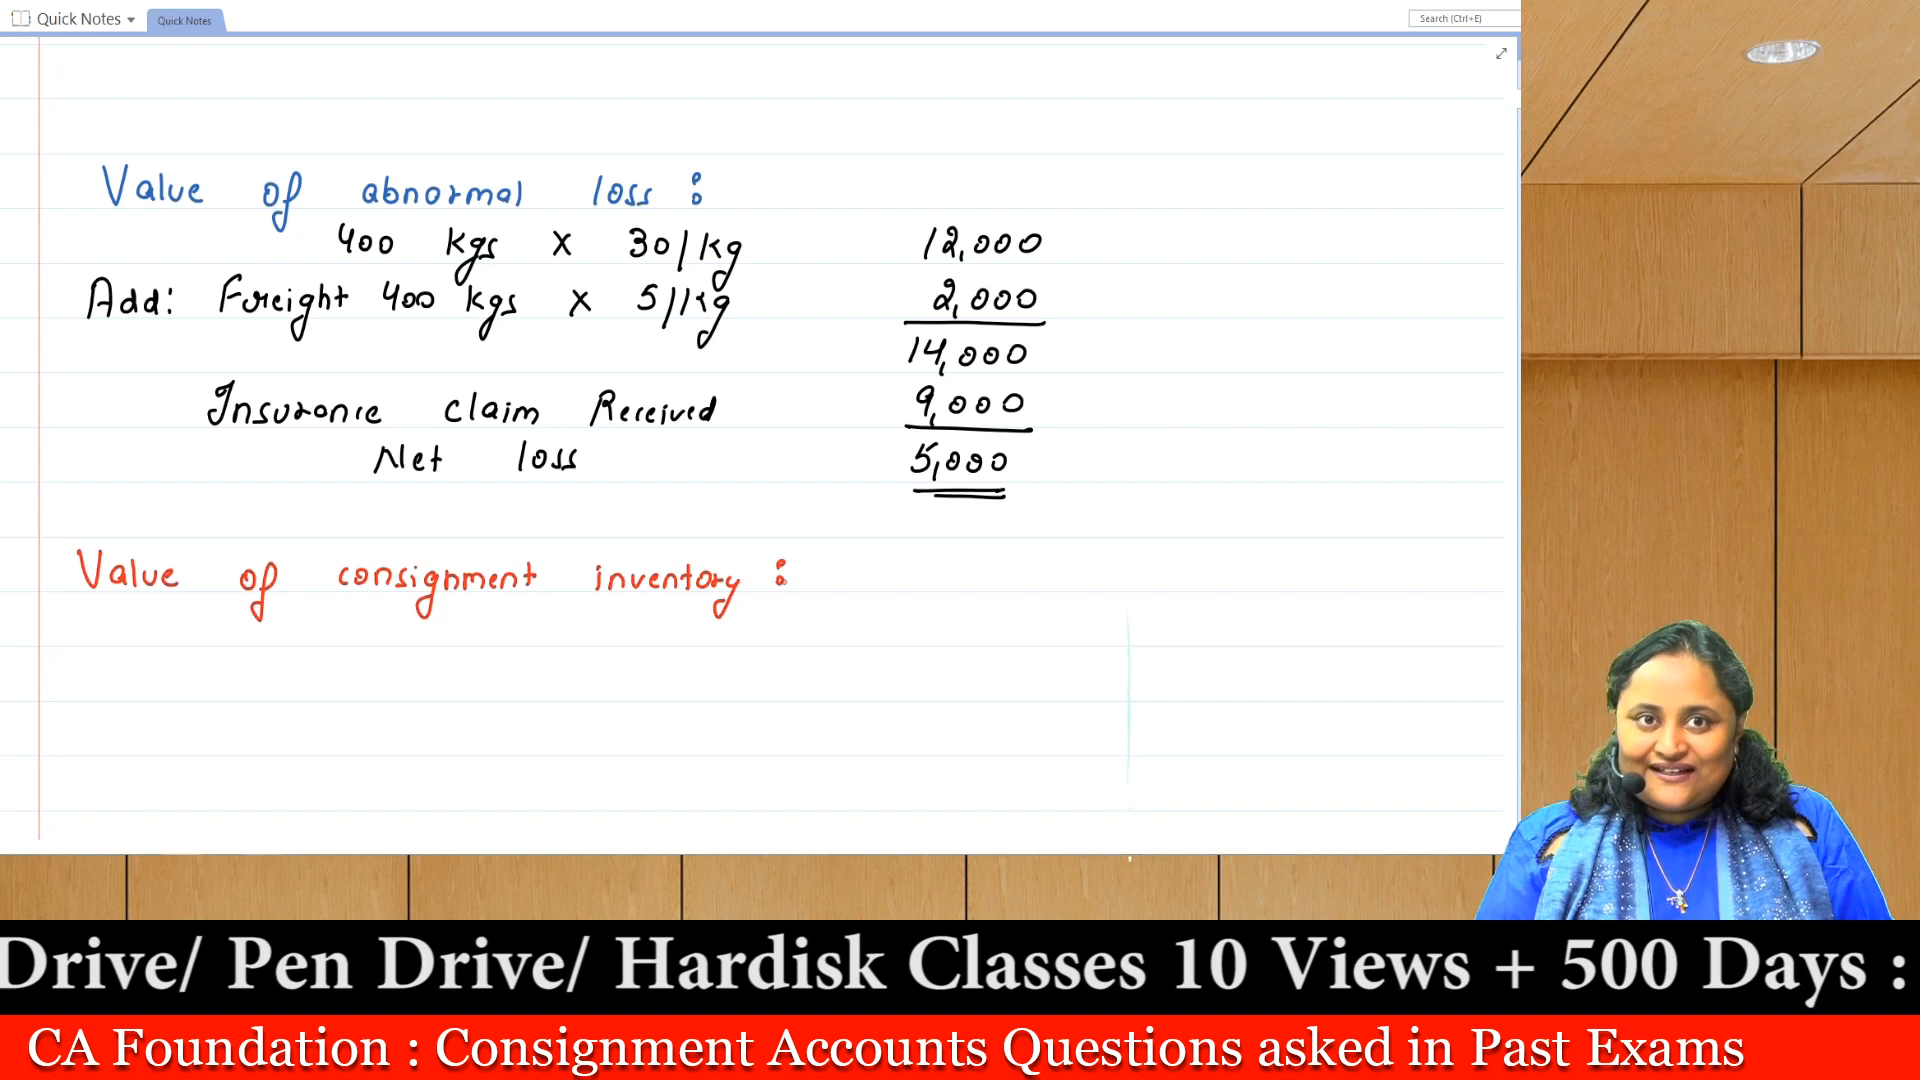 Quick Notes
Quick Notes
Search (Ctrl+E)
Value of abnormal loss :
400 kgs x 30/kg 12,000
Add: Freight 400 kgs x 5/kg 2,000
14,000
Insurance claim Received 9,000
Net loss 5,000
Value of consignment inventory :
Drive/ Pen Drive/ Hardisk Classes 10 Views + 500 Days :
CA Foundation : Consignment Accounts Questions asked in Past Exams